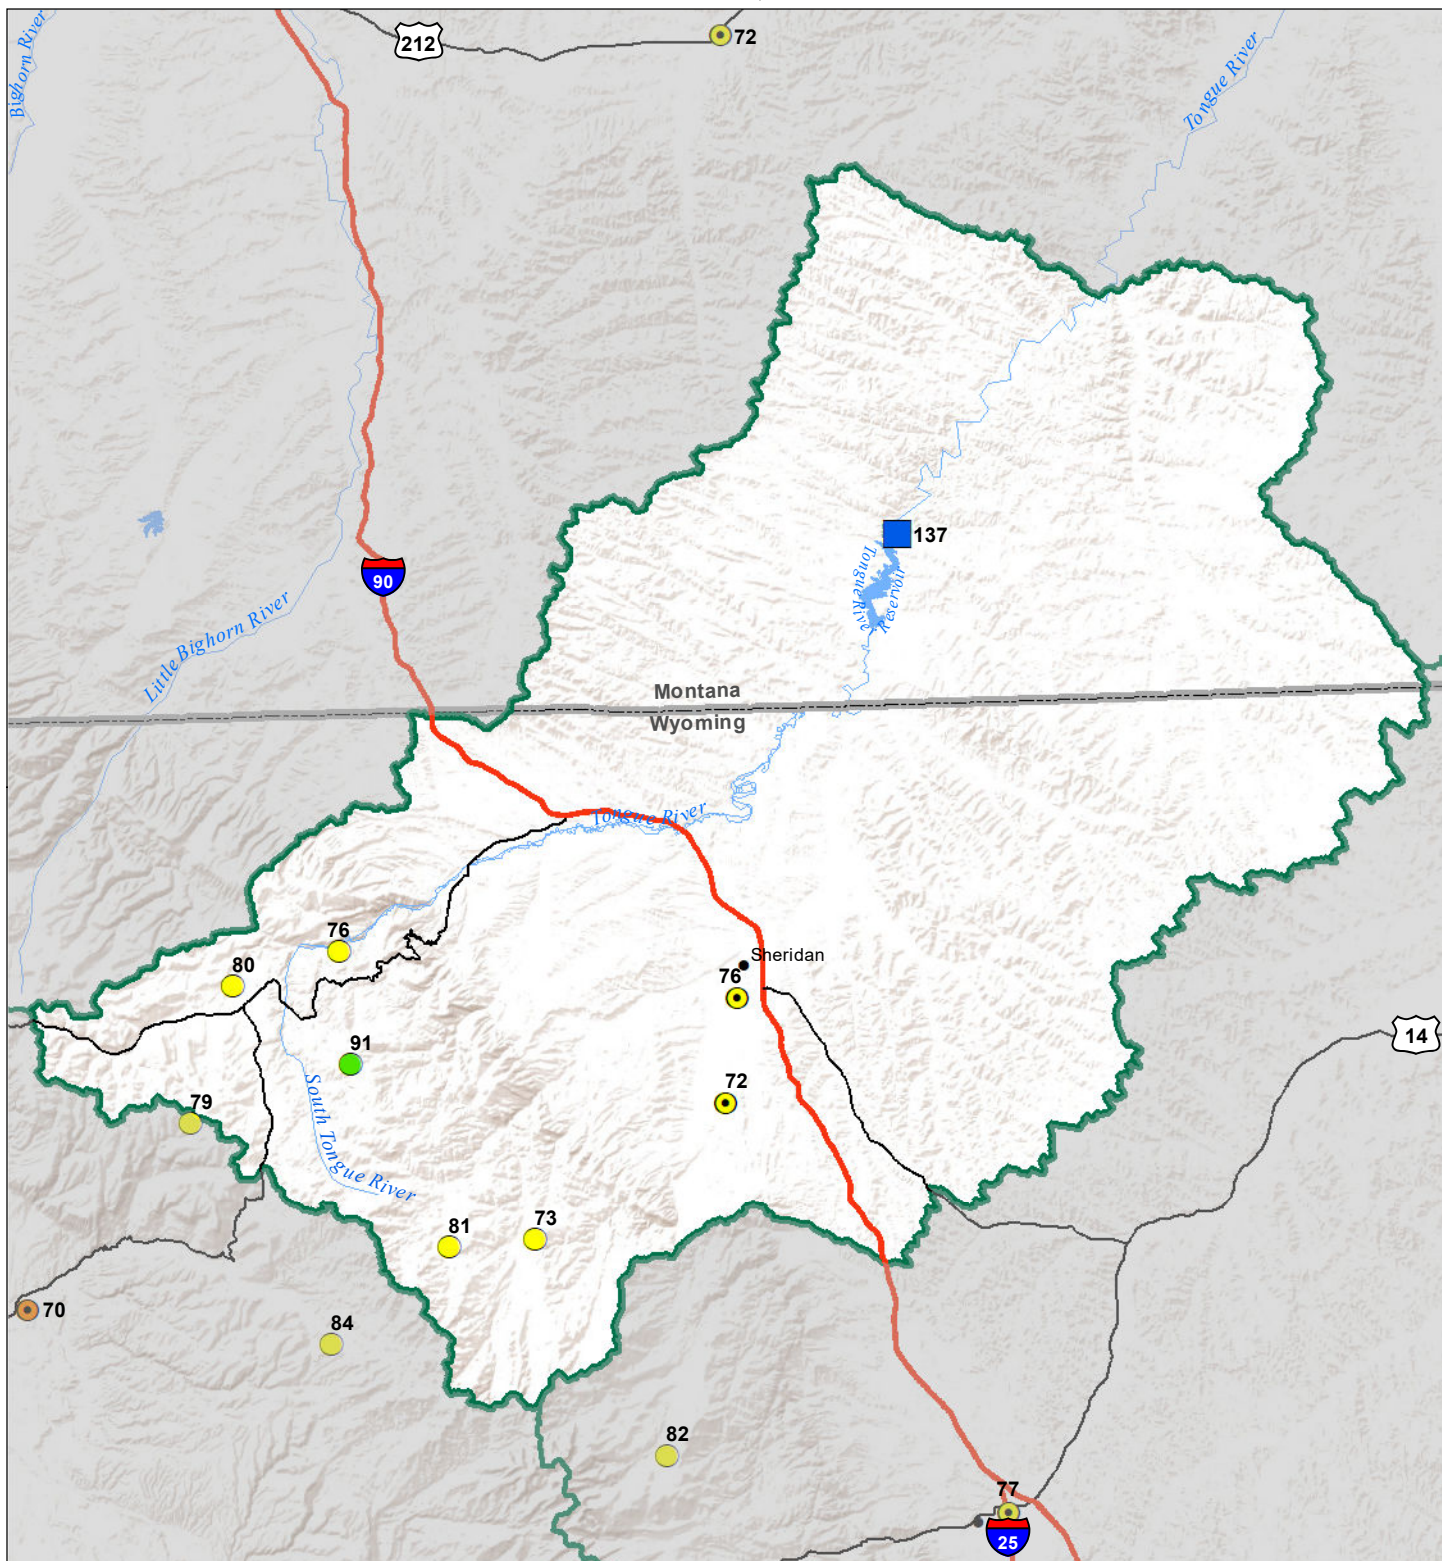 212
72
Bighorn River
Tongue River
137
Tongue River
Reservoir
90
Little Bighorn River
Montana
Wyoming
Tongue River
76
Sheridan
80
76
14
91
72
79
South Tongue River
81
73
70
84
82
77
25